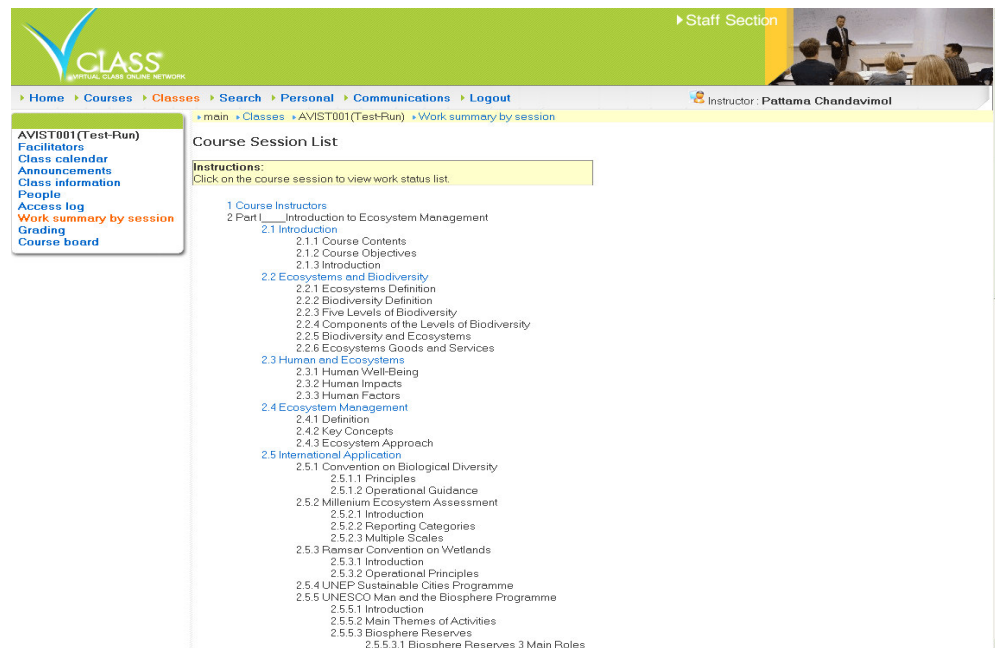 Staff Section
VCLASS
VIRTUAL CLASS ONLINE NETWORK
Home Courses Classes Search Personal Communications Logout
Instructor : Pattama Chandavimol
main Classes AVIST001(Test-Run) Work summary by session
AVIST001(Test-Run)
Facilitators
Class calendar
Announcements
Class information
People
Access log
Work summary by session
Grading
Course board
Course Session List
Instructions:
Click on the course session to view work status list.
1 Course Instructors
2 Part I____Introduction to Ecosystem Management
2.1 Introduction
2.1.1 Course Contents
2.1.2 Course Objectives
2.1.3 Introduction
2.2 Ecosystems and Biodiversity
2.2.1 Ecosystems Definition
2.2.2 Biodiversity Definition
2.2.3 Five Levels of Biodiversity
2.2.4 Components of the Levels of Biodiversity
2.2.5 Biodiversity and Ecosystems
2.2.6 Ecosystems Goods and Services
2.3 Human and Ecosystems
2.3.1 Human Well-Being
2.3.2 Human Impacts
2.3.3 Human Factors
2.4 Ecosystem Management
2.4.1 Definition
2.4.2 Key Concepts
2.4.3 Ecosystem Approach
2.5 International Application
2.5.1 Convention on Biological Diversity
2.5.1.1 Principles
2.5.1.2 Operational Guidance
2.5.2 Millenium Ecosystem Assessment
2.5.2.1 Introduction
2.5.2.2 Reporting Categories
2.5.2.3 Multiple Scales
2.5.3 Ramsar Convention on Wetlands
2.5.3.1 Introduction
2.5.3.2 Operational Principles
2.5.4 UNEP Sustainable Cities Programme
2.5.5 UNESCO Man and the Biosphere Programme
2.5.5.1 Introduction
2.5.5.2 Main Themes of Activities
2.5.5.3 Biosphere Reserves
2.5.5.3.1 Biosphere Reserves 3 Main Roles